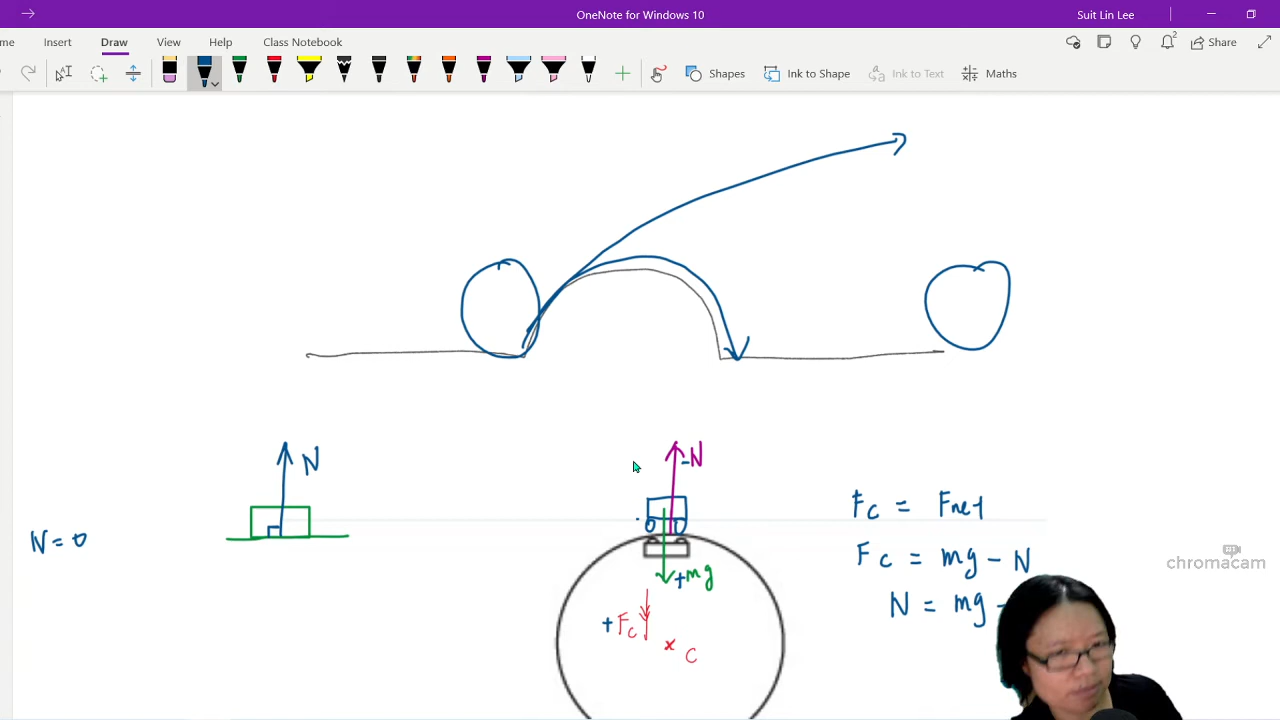 OneNote for Windows 10
Suit Lin Lee
me Insert Draw View Help Class Notebook
Share
Shapes Ink to Shape Ink to Text Maths
N
-N
N = 0
+mg
+ Fc
c
Fc = Fnet
Fc = mg - N
N = mg -
chromacam